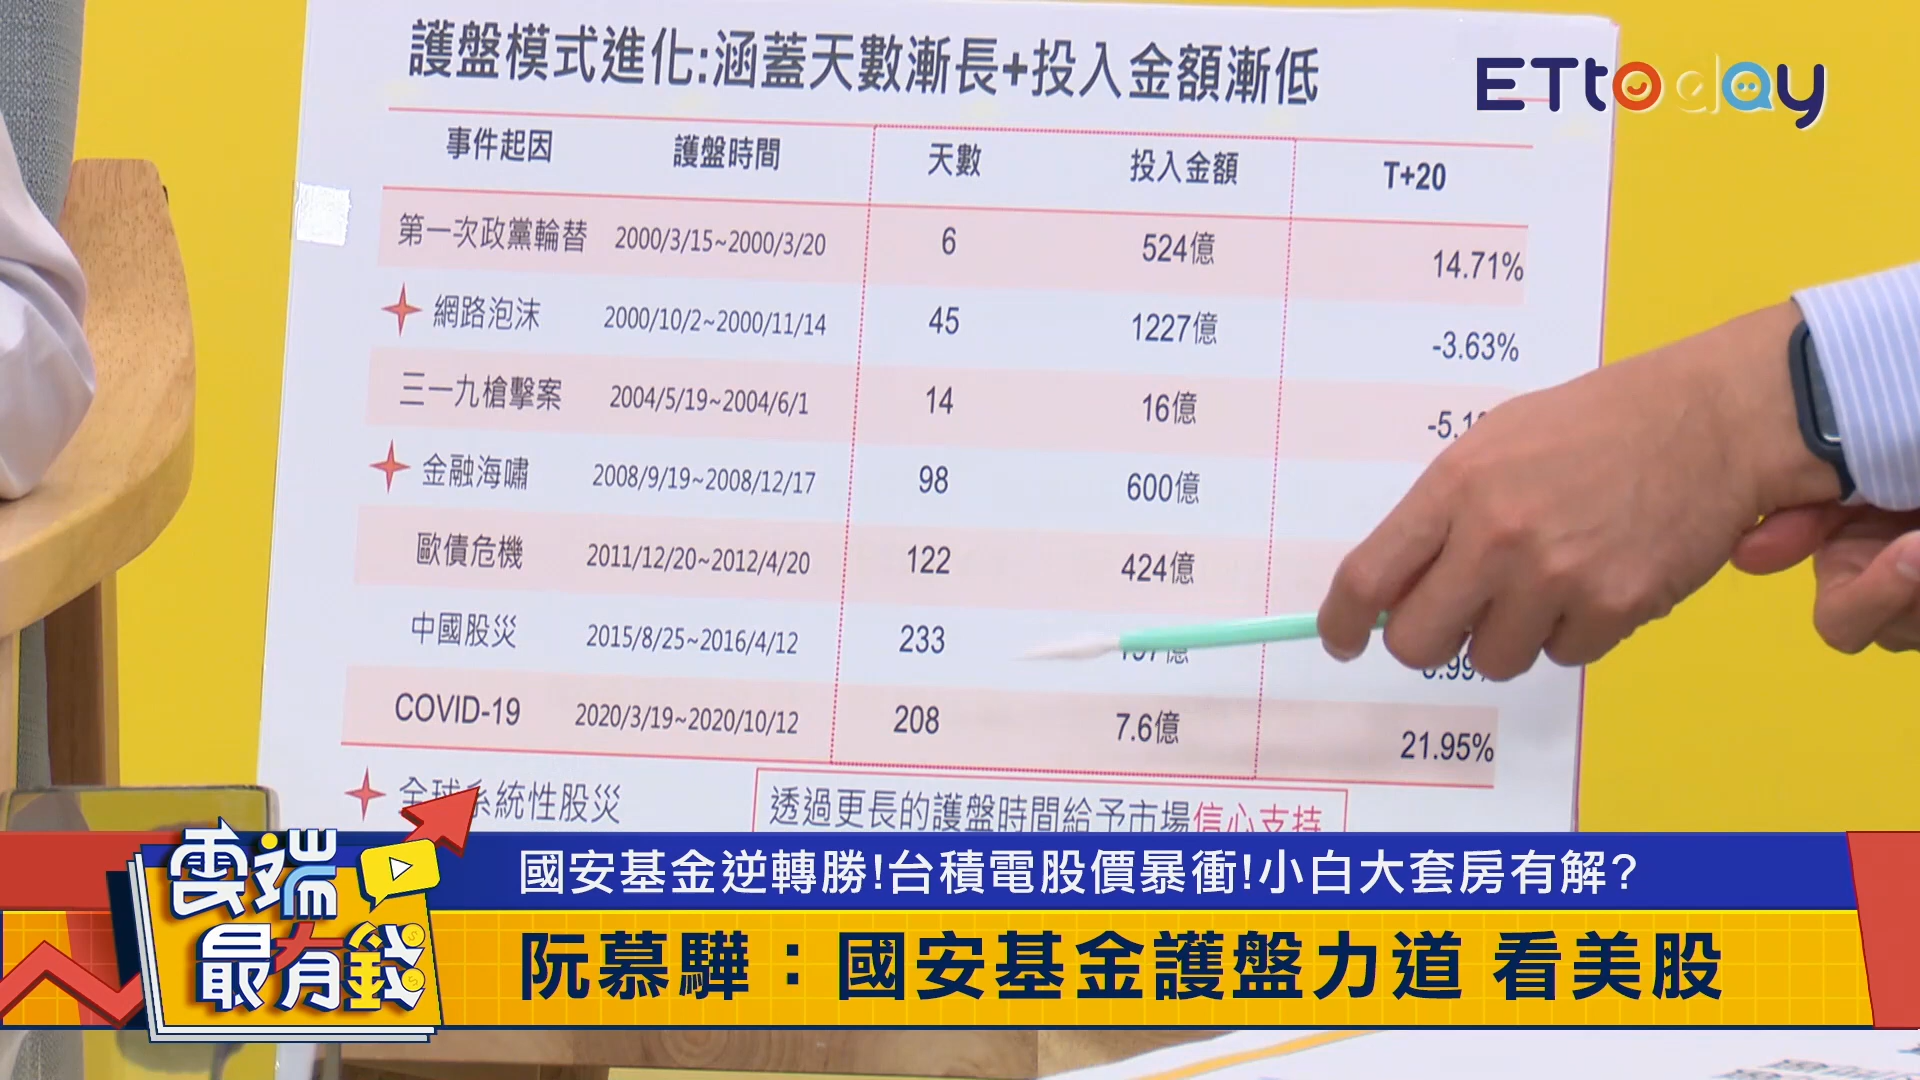 護盤模式進化:涵蓋天數漸長+投入金額漸低
ETtoday
事件起因 護盤時間 天數 投入金額 T+20
第一次政黨輪替 2000/3/15~2000/3/20 6 524億 14.71%
網路泡沫 2000/10/2~2000/11/14 45 1227億 -3.63%
三一九槍擊案 2004/5/19~2004/6/1 14 16億
金融海嘯 2008/9/19~2008/12/17 98 600億
歐債危機 2011/12/20~2012/4/20 122 424億
中國股災 2015/8/25~2016/4/12 233
COVID-19 2020/3/19~2020/10/12 208 7.6億 21.95%
全球系統性股災 透過更長的護盤時間給予市場信心支持
雲端最有錢
國安基金逆轉勝!台積電股價暴衝!小白大套房有解?
阮慕驊：國安基金護盤力道 看美股